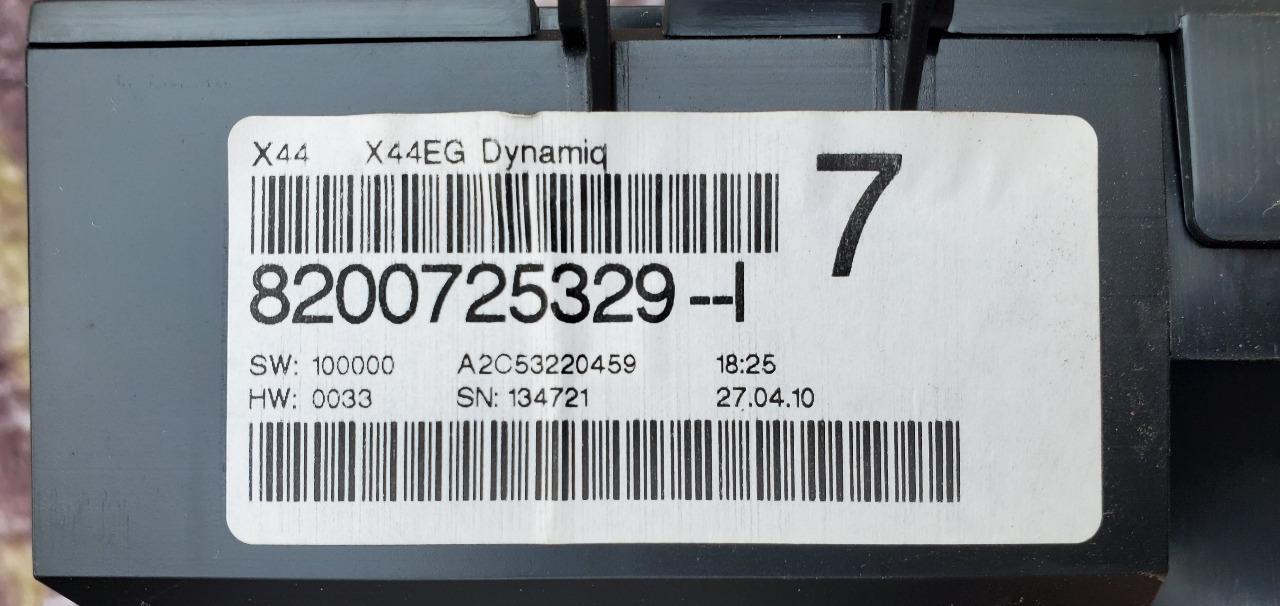 X44 X44EG Dynamiq
7
8200725329--I
SW: 100000 A2C53220459 18:25
HW: 0033 SN: 134721 27.04.10